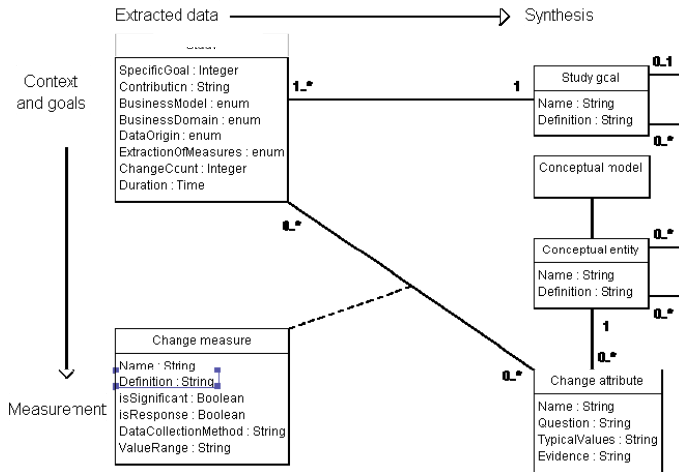 Extracted data
Synthesis
Context
and goals
Measurement
SpecificGoal : Integer
Contribution : String
BusinessModel : enum
BusinessDomain : enum
DataOrigin : enum
ExtractionOfMeasures : enum
ChangeCount : Integer
Duration : Time
1..*
1
Study goal
Name : String
Definition : String
0..1
0..*
Conceptual model
Conceptual entity
Name : String
Definition : String
0..*
0..*
1
0..*
0..*
0..*
Change measure
Name : String
Definition : String
isSignificant : Boolean
isResponse : Boolean
DataCollectionMethod : String
ValueRange : String
Change attribute
Name : String
Question : String
TypicalValues : String
Evidence : String